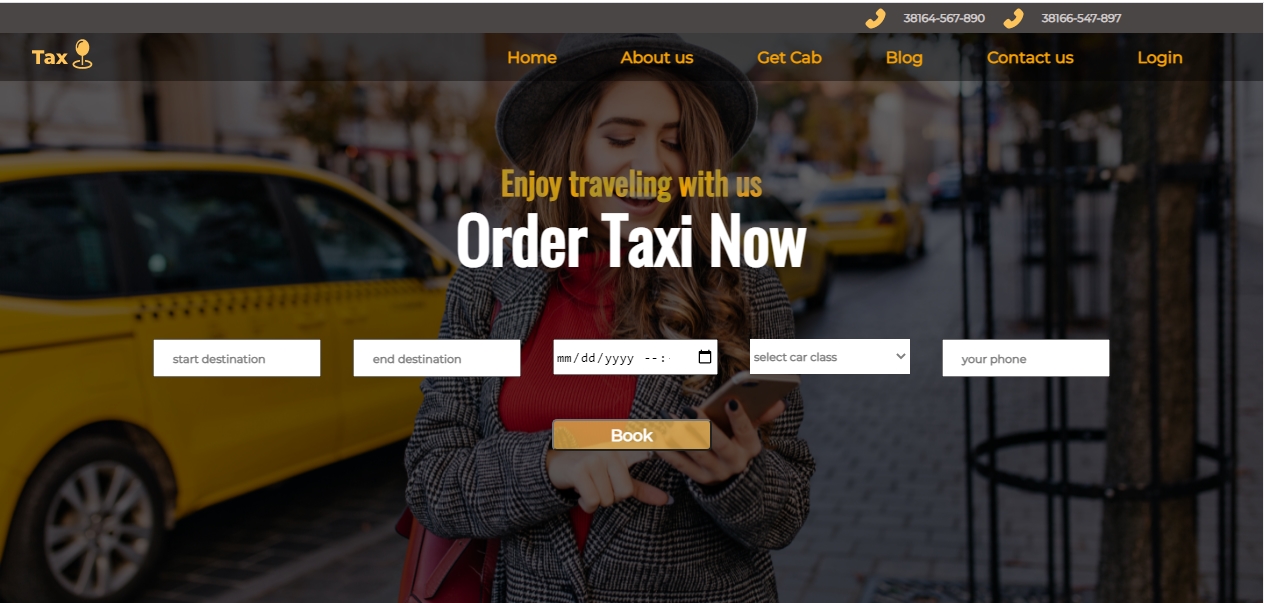 38164-567-890 38166-547-897
Tax Home About us Get Cab Blog Contact us Login
Enjoy traveling with us
Order Taxi Now
start destination end destination mm/dd/yyyy --:- select car class your phone
Book